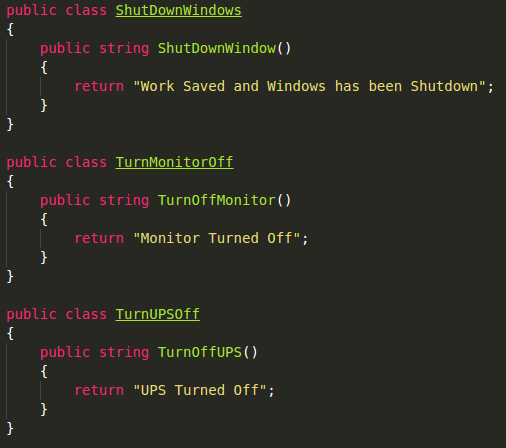 public class ShutDownWindows
{
    public string ShutDownWindow()
    {
        return "Work Saved and Windows has been Shutdown";
    }
}

public class TurnMonitorOff
{
    public string TurnOffMonitor()
    {
        return "Monitor Turned Off";
    }
}

public class TurnUPSOff
{
    public string TurnOffUPS()
    {
        return "UPS Turned Off";
    }
}